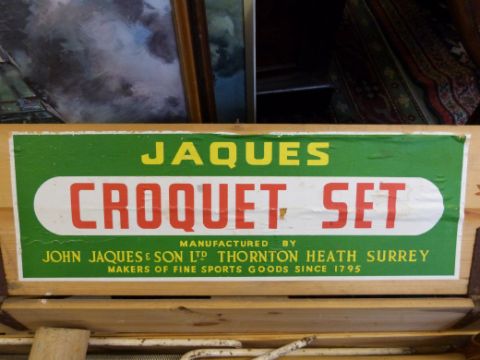 JAQUES
CROQUET SET
MANUFACTURED BY
JOHN JAQUES & SON LTD THORNTON HEATH SURREY
MAKERS OF FINE SPORTS GOODS SINCE 1795